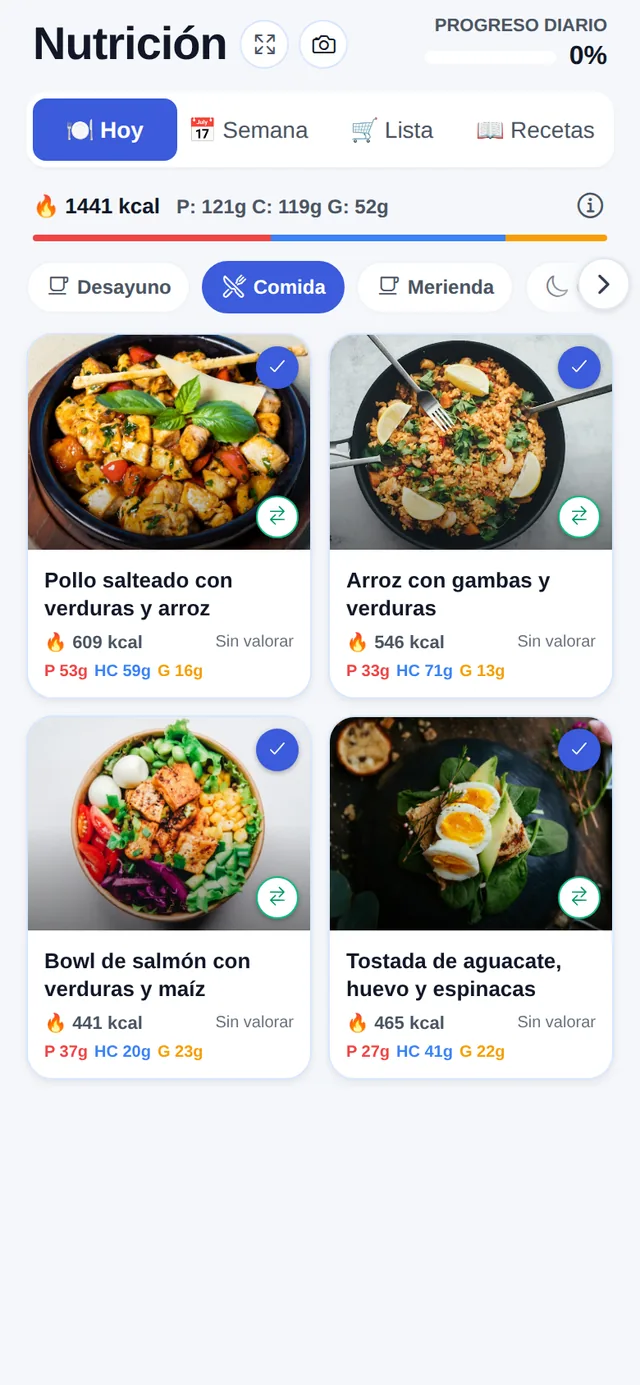 Nutrición
PROGRESO DIARIO
0%
🍽️ Hoy
📅 Semana
🛒 Lista
📖 Recetas
🔥 1441 kcal P: 121g C: 119g G: 52g
Desayuno
Comida
Merienda
Pollo salteado con
verduras y arroz
🔥 609 kcal Sin valorar
P 53g HC 59g G 16g
Arroz con gambas y
verduras
🔥 546 kcal Sin valorar
P 33g HC 71g G 13g
Bowl de salmón con
verduras y maíz
🔥 441 kcal Sin valorar
P 37g HC 20g G 23g
Tostada de aguacate,
huevo y espinacas
🔥 465 kcal Sin valorar
P 27g HC 41g G 22g